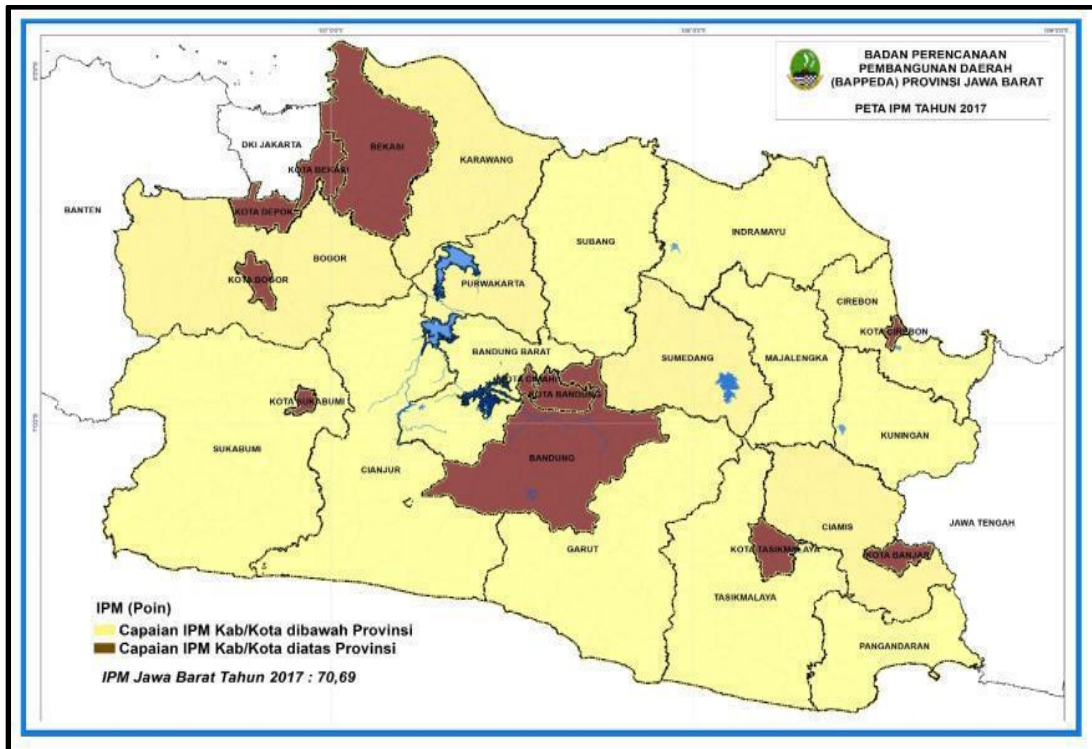 BADAN PERENCANAAN
PEMBANGUNAN DAERAH
(BAPPEDA) PROVINSI JAWA BARAT
PETA IPM TAHUN 2017
DKI JAKARTA
BEKASI
KOTA BEKASI
KARAWANG
BANTEN
KOTA DEPOK
SUBANG
INDRAMAYU
BOGOR
KOTA BOGOR
PURWAKARTA
CIREBON
KOTA CIREBON
BANDUNG BARAT
SUMEDANG
MAJALENGKA
KOTA CIMAHI
KOTA BANDUNG
KOTA SUKABUMI
KUNINGAN
SUKABUMI
CIANJUR
BANDUNG
JAWA TENGAH
CIAMIS
GARUT
KOTA TASIKMALAYA
KOTA BANJAR
TASIKMALAYA
PANGANDARAN
IPM (Poin)
Capaian IPM Kab/Kota dibawah Provinsi
Capaian IPM Kab/Kota diatas Provinsi
IPM Jawa Barat Tahun 2017 : 70,69